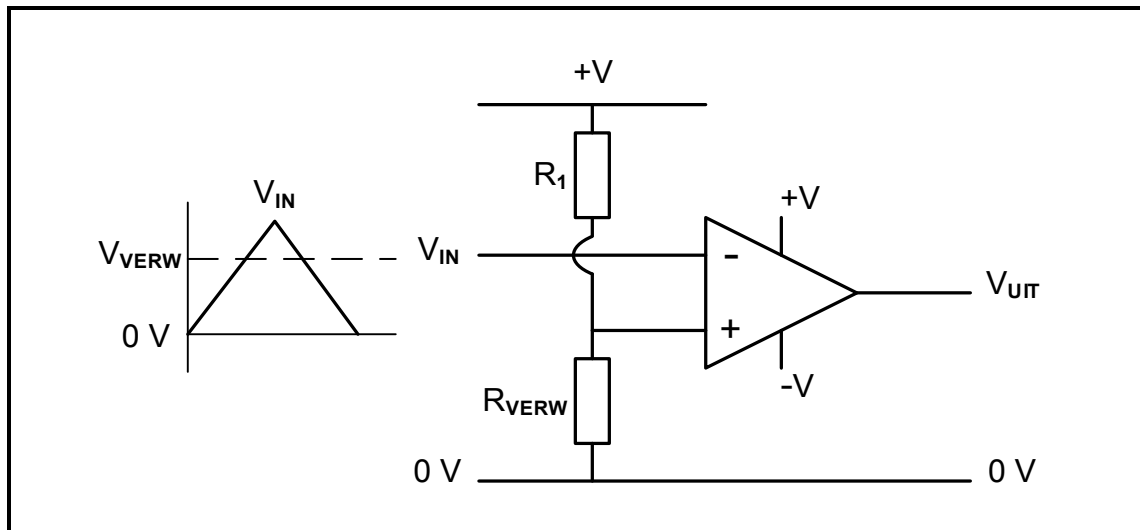 +V
R1
VIN
VVERW
0 V
VIN
-
+
+V
-V
VUIT
RVERW
0 V
0 V